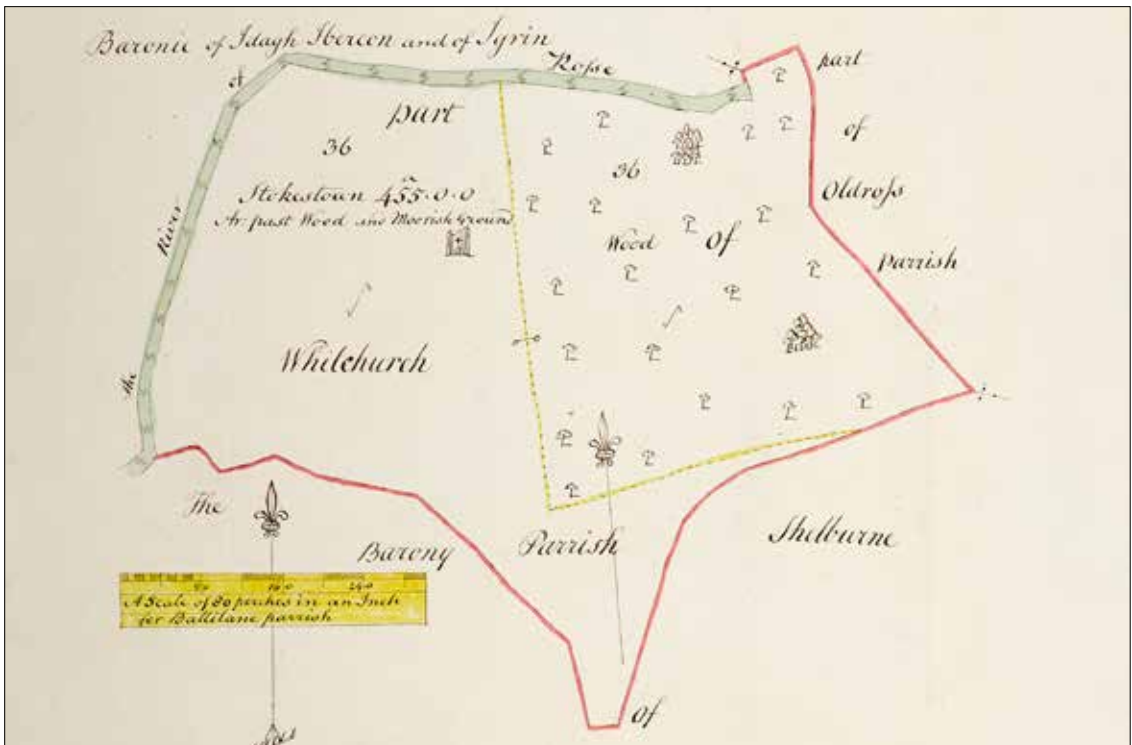 Baronie of Idagh Ibercon and of Igrin
The River of Rosse
part of Oldross Parrish
part of Whitchurch Parrish
36
Stokestown 455.0.0
Ar. past Wood and Moorish Ground
36
Wood
The Barony of Shelburne
80 160 240
A Scale of 80 perches in an Inch
for Ballilane parrish